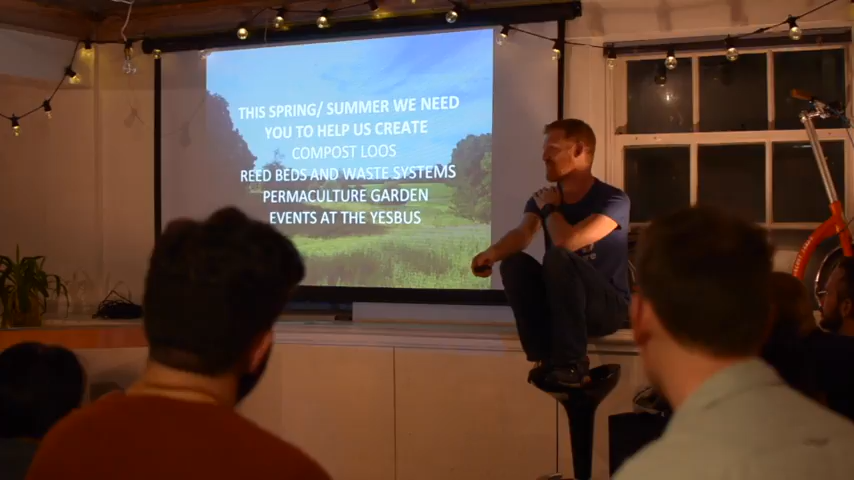 THIS SPRING/ SUMMER WE NEED
YOU TO HELP US CREATE
COMPOST LOOS
REED BEDS AND WASTE SYSTEMS
PERMACULTURE GARDEN
EVENTS AT THE YESBUS